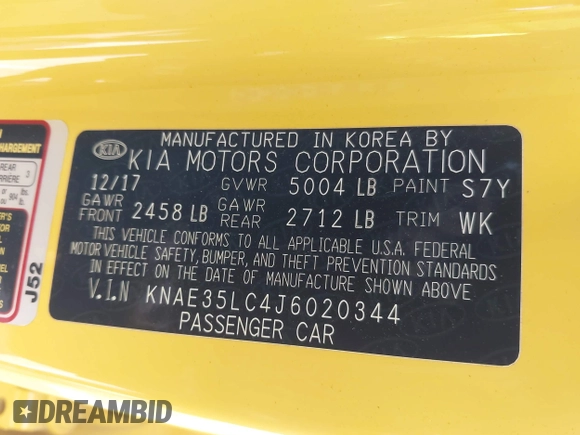 MANUFACTURED IN KOREA BY
KIA KIA MOTORS CORPORATION
12/17 GVWR 5004 LB PAINT S7Y
GAWR FRONT 2458 LB GAWR REAR 2712 LB TRIM WK
THIS VEHICLE CONFORMS TO ALL APPLICABLE U.S.A. FEDERAL
MOTOR VEHICLE SAFETY, BUMPER, AND THEFT PREVENTION STANDARDS
IN EFFECT ON THE DATE OF MANUFACTURE SHOWN ABOVE
V.I.N KNAE35LC4J6020344
PASSENGER CAR
REAR 3
lbs.
J52
DREAMBID